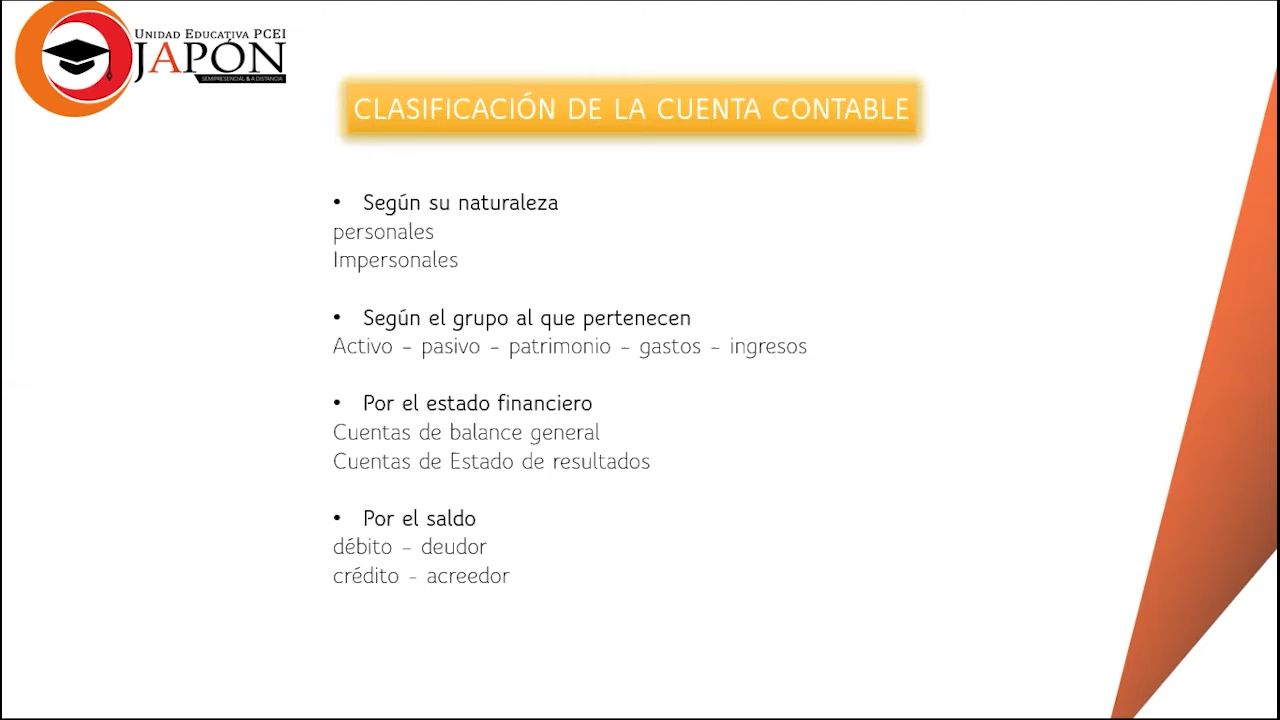 UNIDAD EDUCATIVA PCEI
JAPÓN
SEMIPRESENCIAL & A DISTANCIA
CLASIFICACIÓN DE LA CUENTA CONTABLE
• Según su naturaleza
personales
Impersonales
• Según el grupo al que pertenecen
Activo – pasivo – patrimonio – gastos – ingresos
• Por el estado financiero
Cuentas de balance general
Cuentas de Estado de resultados
• Por el saldo
débito – deudor
crédito - acreedor